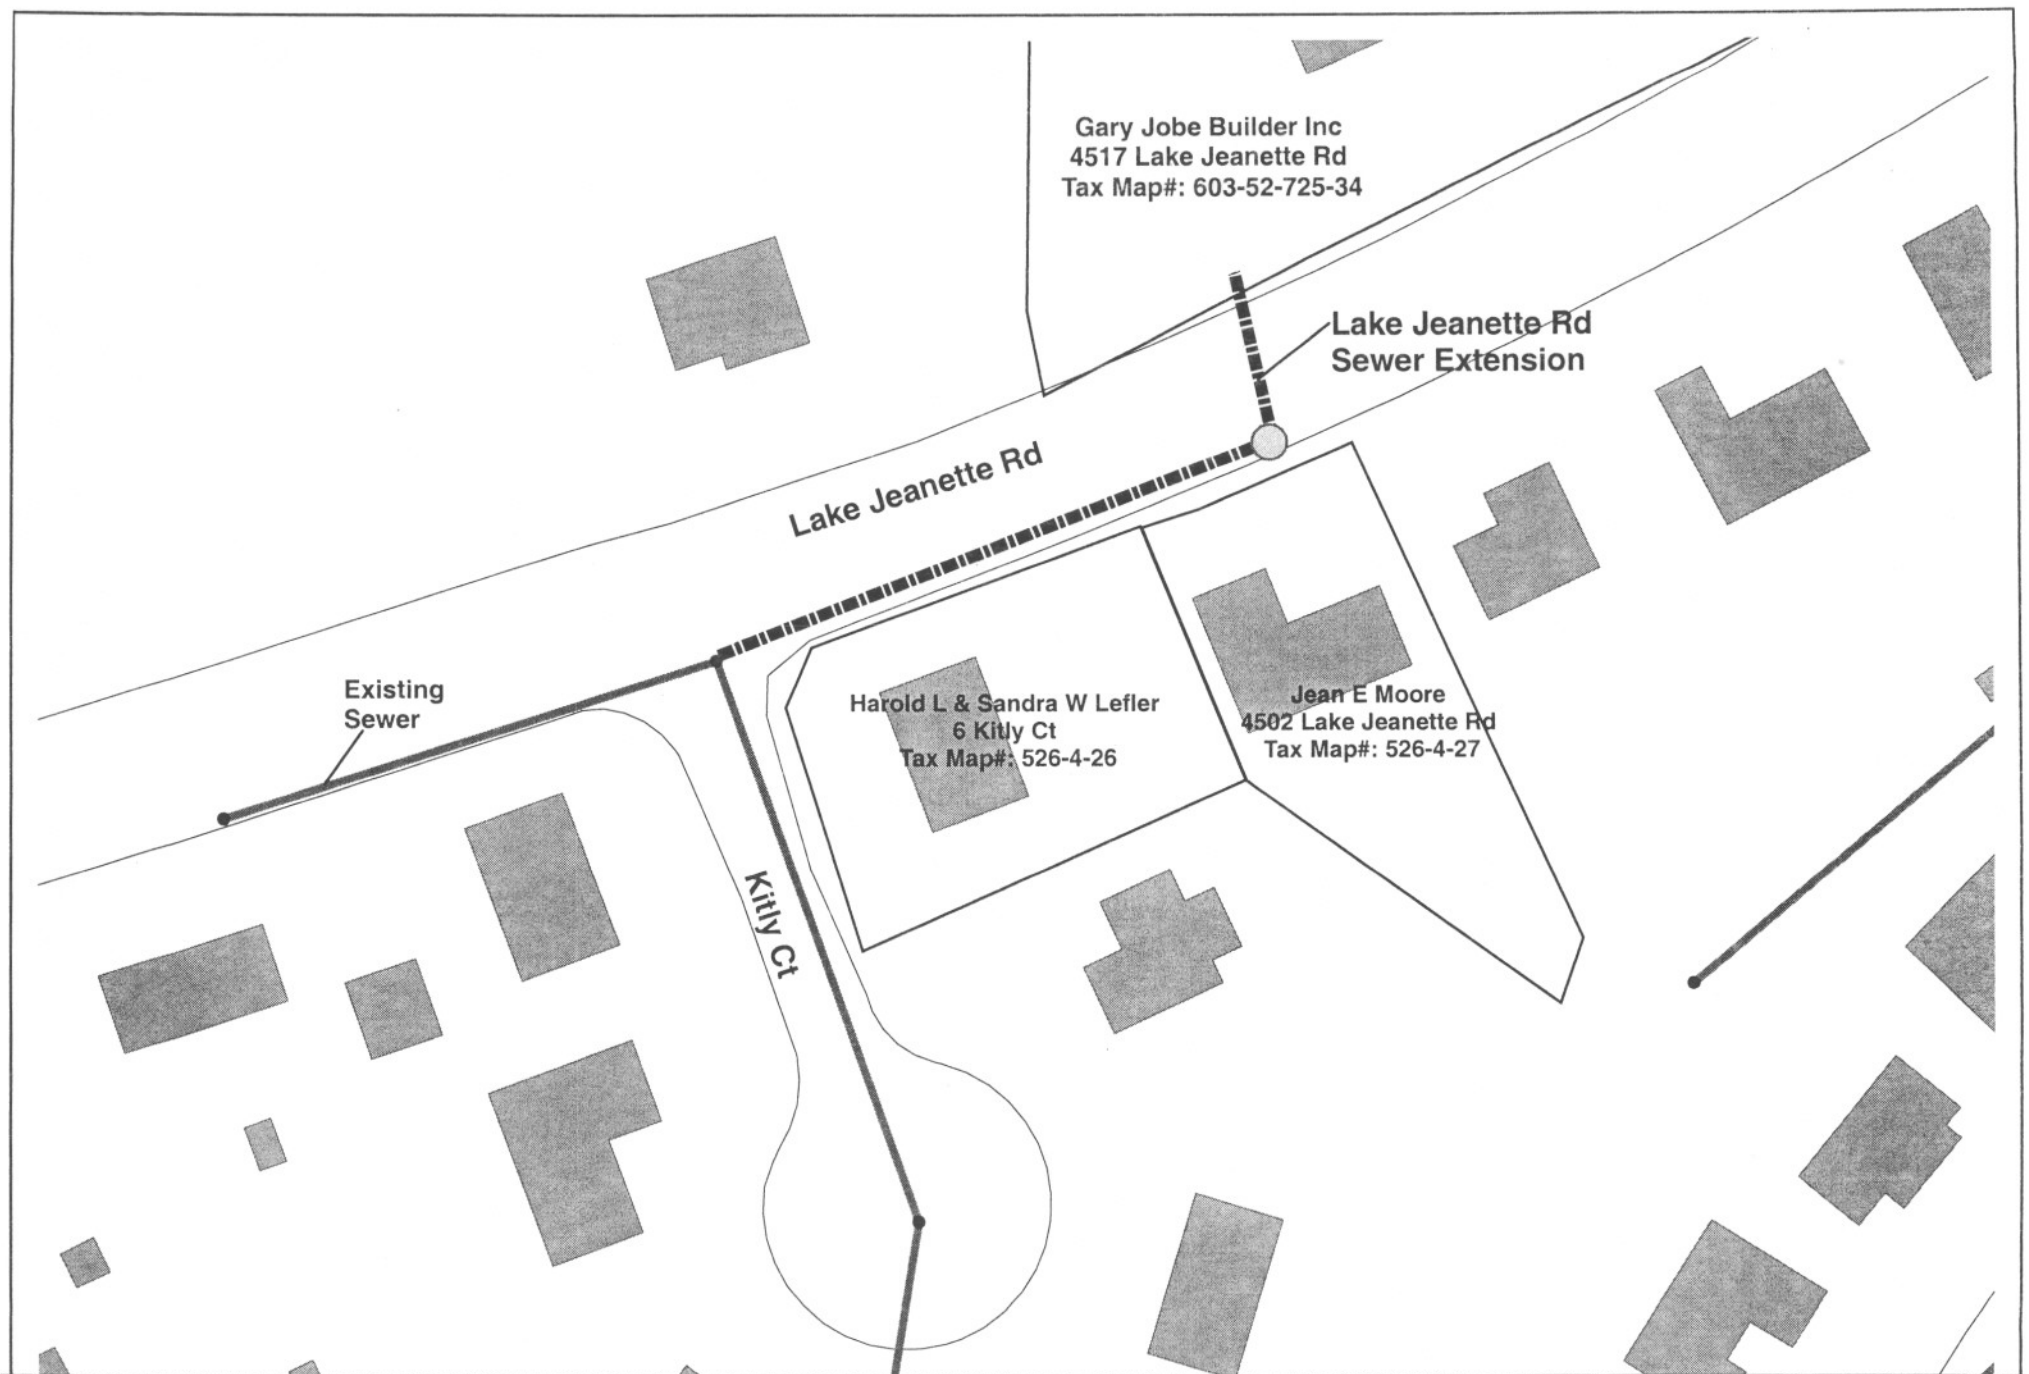 Gary Jobe Builder Inc
4517 Lake Jeanette Rd
Tax Map#: 603-52-725-34
Lake Jeanette Rd
Sewer Extension
Lake Jeanette Rd
Existing
Sewer
Harold L & Sandra W Lefler
6 Kitly Ct
Tax Map#: 526-4-26
Jean E Moore
4502 Lake Jeanette Rd
Tax Map#: 526-4-27
Kitly Ct